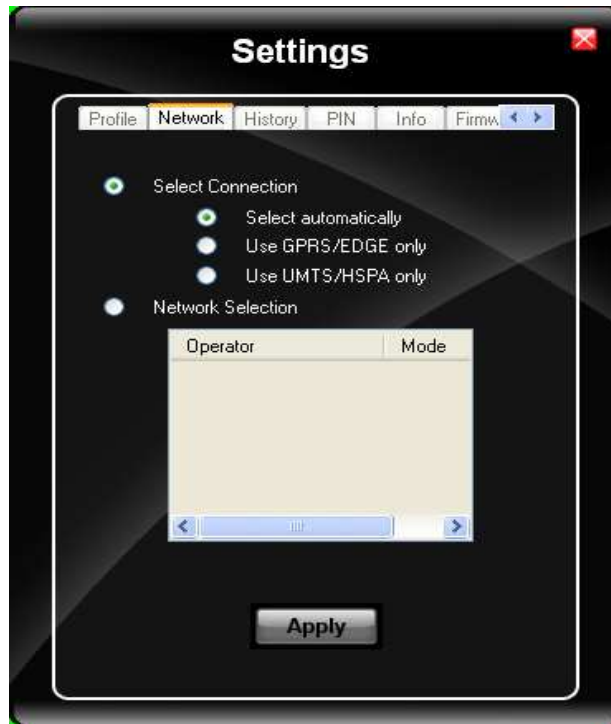 Settings
Profile Network History PIN Info Firmw
Select Connection
Select automatically
Use GPRS/EDGE only
Use UMTS/HSPA only
Network Selection
Operator Mode
Apply